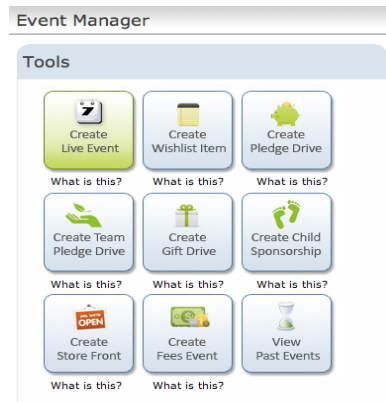 Event Manager
Tools
7
Create
Live Event
Create
Wishlist Item
Create
Pledge Drive
What is this?
What is this?
What is this?
Create Team
Pledge Drive
Create
Gift Drive
Create Child
Sponsorship
What is this?
What is this?
What is this?
OPEN
Create
Store Front
Create
Fees Event
View
Past Events
What is this?
What is this?